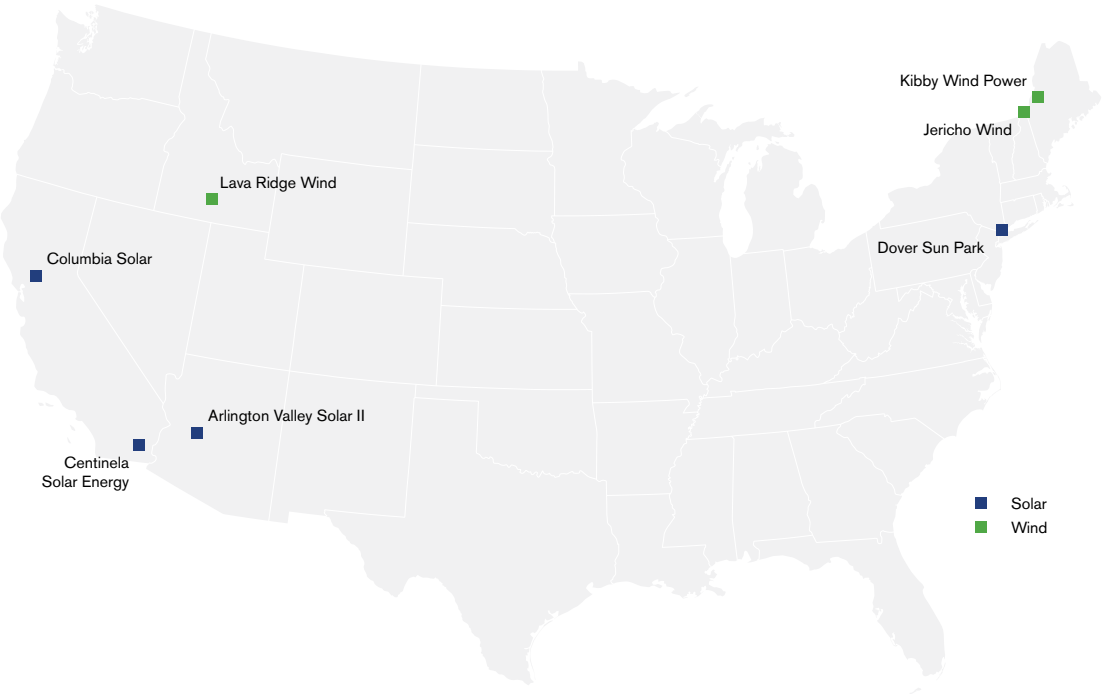 Kibby Wind Power
Jericho Wind
Lava Ridge Wind
Dover Sun Park
Columbia Solar
Arlington Valley Solar II
Centinela
Solar Energy
Solar
Wind